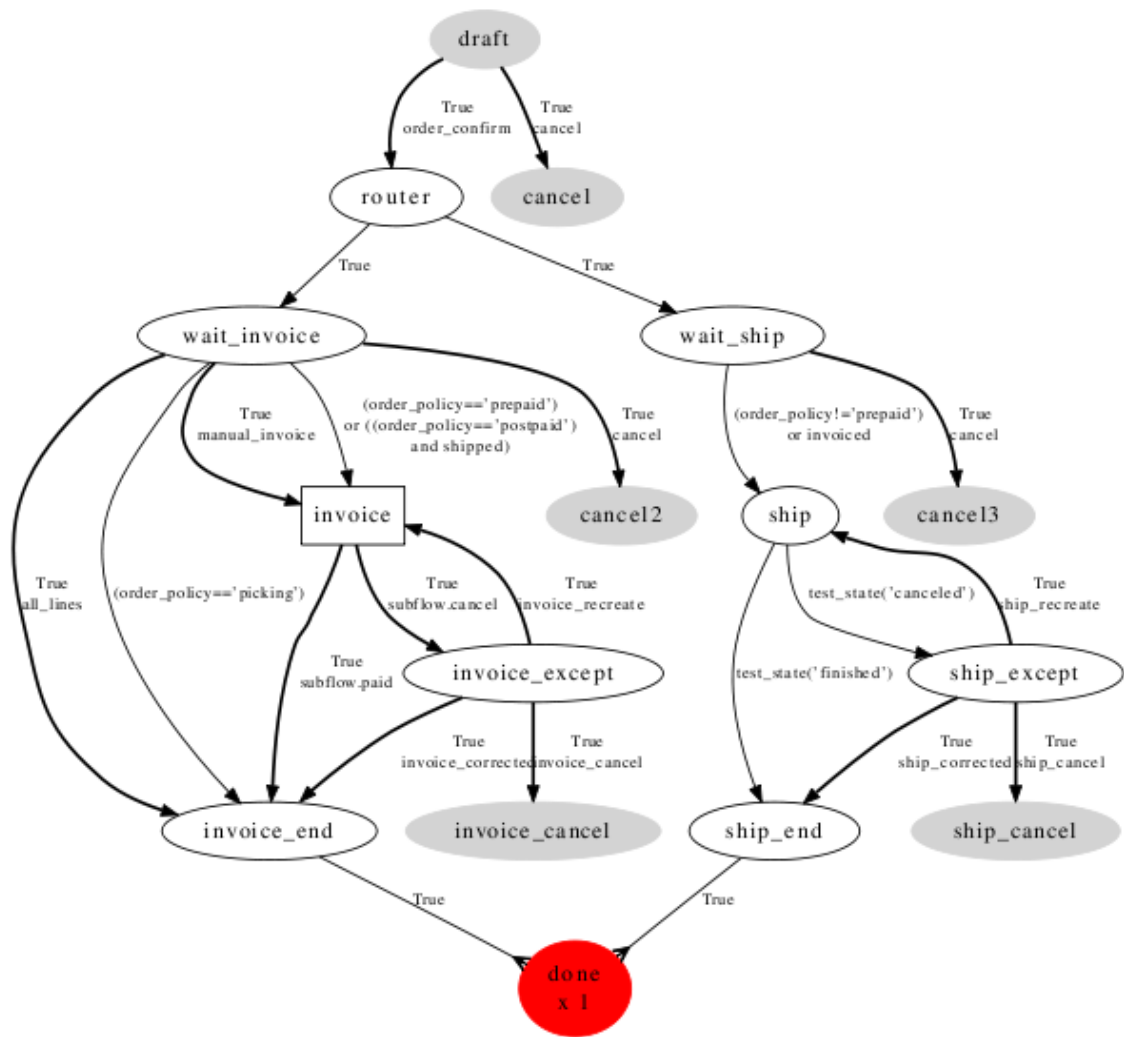 draft
True
order_confirm
True
cancel
router
cancel
True
True
wait_invoice
wait_ship
True
manual_invoice
(order_policy=='prepaid')
or ((order_policy=='postpaid')
and shipped)
True
cancel
(order_policy!='prepaid')
or invoiced
True
cancel
invoice
cancel2
ship
cancel3
True
all_lines
(order_policy=='picking')
True
subflow.cancel
True
invoice_recreate
test_state('canceled')
True
ship_recreate
True
subflow.paid
invoice_except
test_state('finished')
ship_except
True
invoice_corrected
True
invoice_cancel
True
ship_corrected
True
ship_cancel
invoice_end
invoice_cancel
ship_end
ship_cancel
True
True
done
x 1